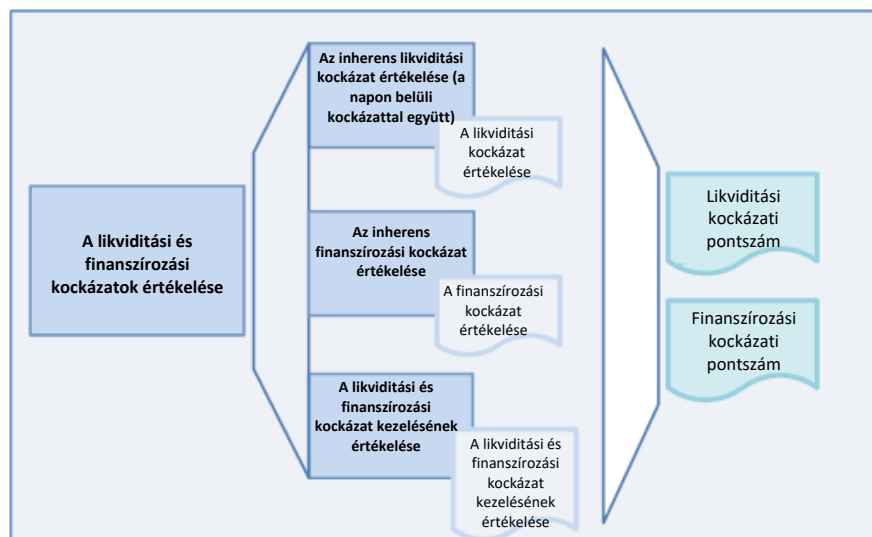 A likviditási és
finanszírozási
kockázatok értékelése
Az inherens likviditási
kockázat értékelése (a
napon belüli
kockázattal együtt)
A likviditási
kockázat
értékelése
Az inherens
finanszírozási kockázat
értékelése
A finanszírozási
kockázat
értékelése
A likviditási és
finanszírozási
kockázat kezelésének
értékelése
A likviditási és
finanszírozási
kockázat
kezelésének
értékelése
Likviditási
kockázati
pontszám
Finanszírozási
kockázati
pontszám